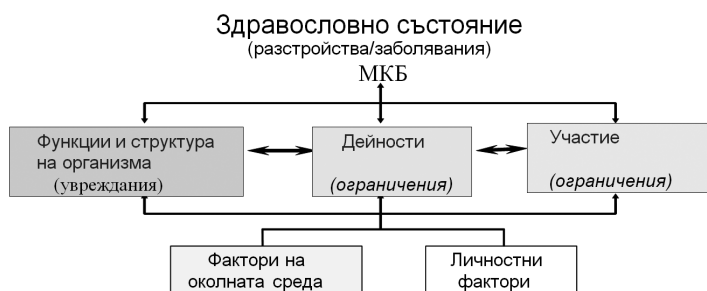 Здравословно състояние
(разстройства/заболявания)
МКБ
Функции и структура
на организма
(увреждания)
Дейности
(ограничения)
Участие
(ограничения)
Фактори на
околната среда
Личностни
фактори